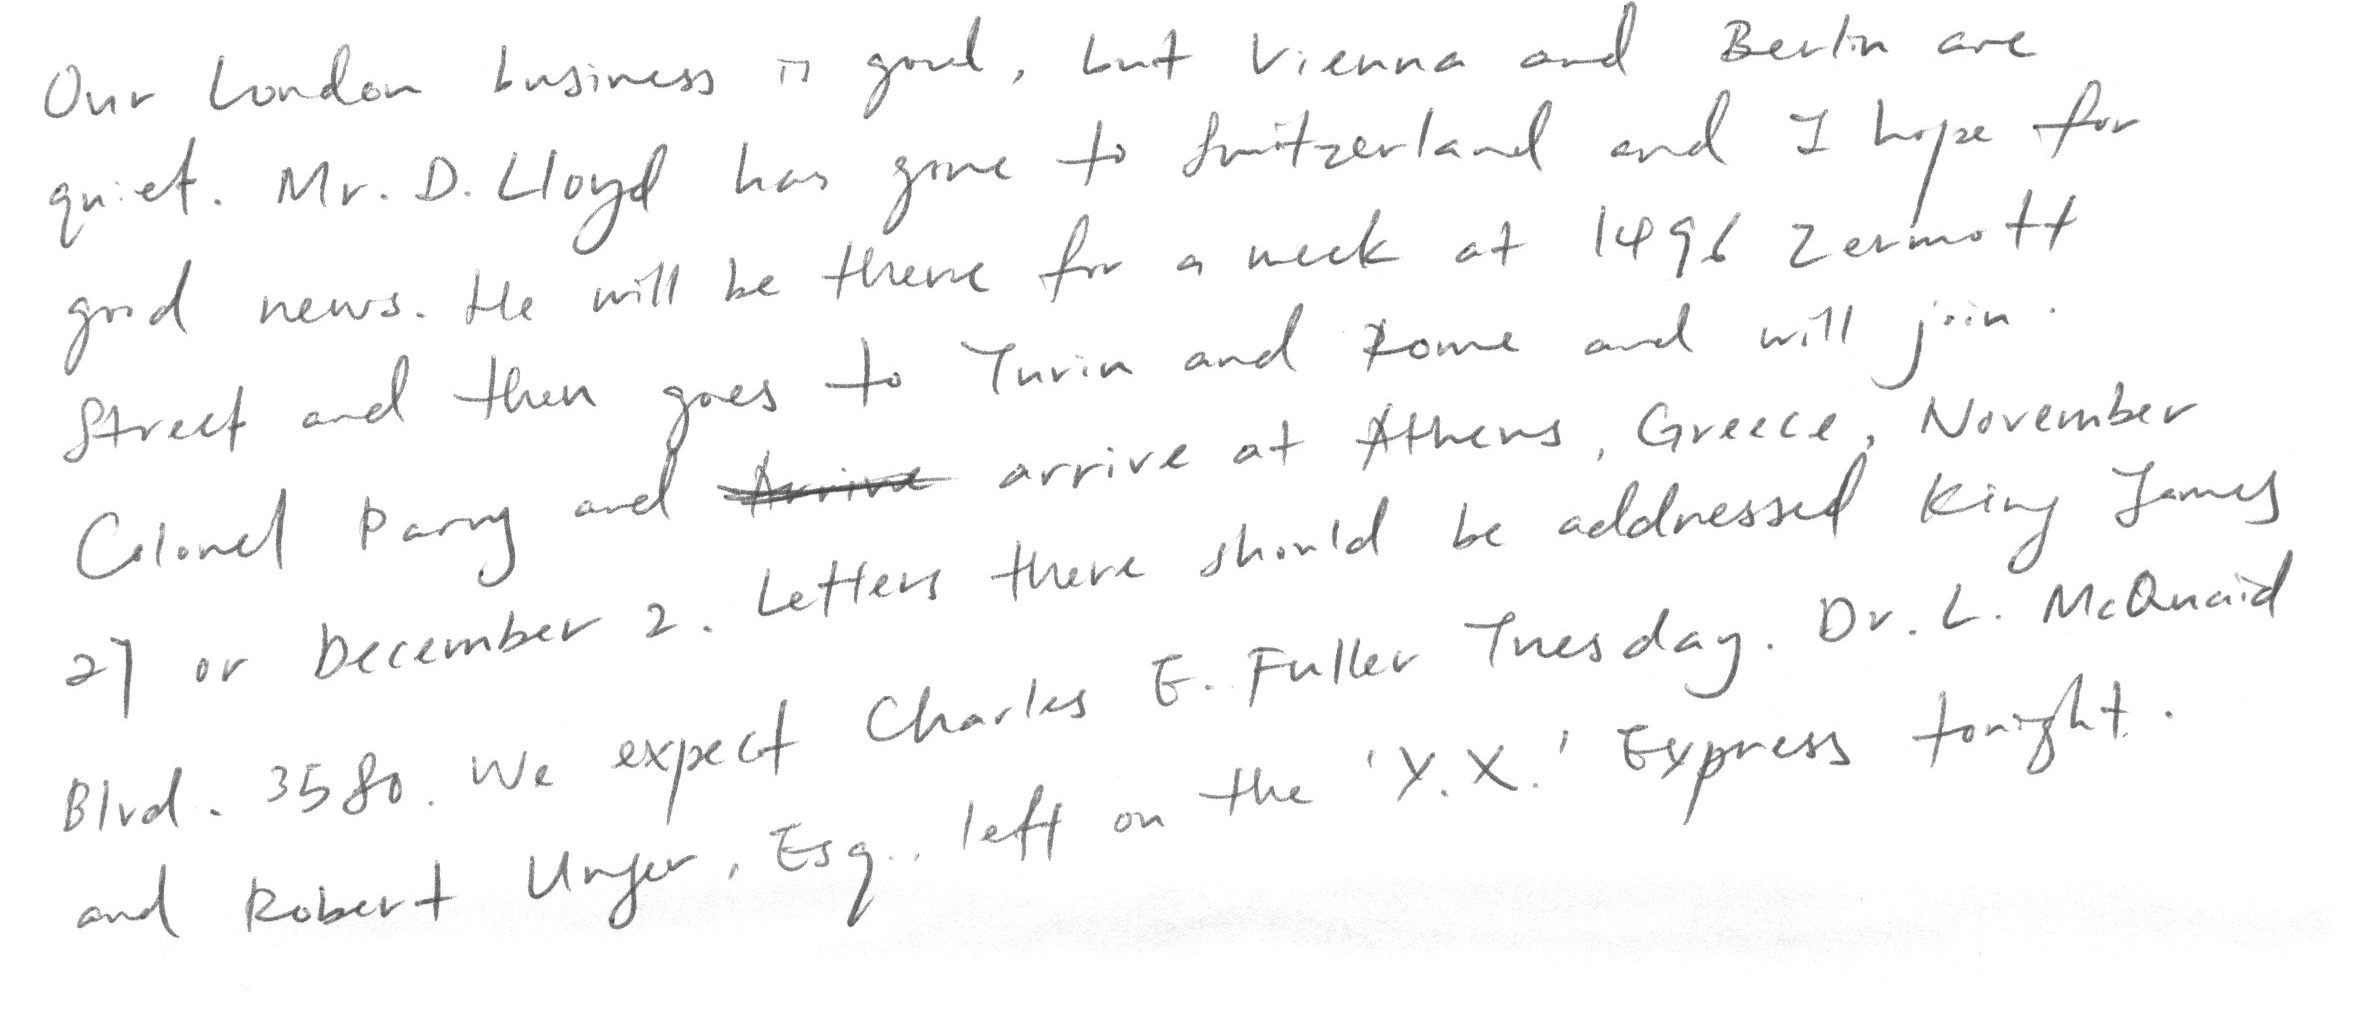 Our London business is good, but Vienna and Berlin are
quiet. Mr. D. Lloyd has gone to Switzerland and I hope for
good news. He will be there for a week at 1496 Zermott
Street and then goes to Turin and Rome and will join
Colonel Parry and arrive at Athens, Greece, November
27 or December 2. Letters there should be addressed King James
Blvd. 3580. We expect Charles E. Fuller Tuesday. Dr. L. McQuaid
and Robert Unger, Esq., left on the 'Y.X.' Express tonight.